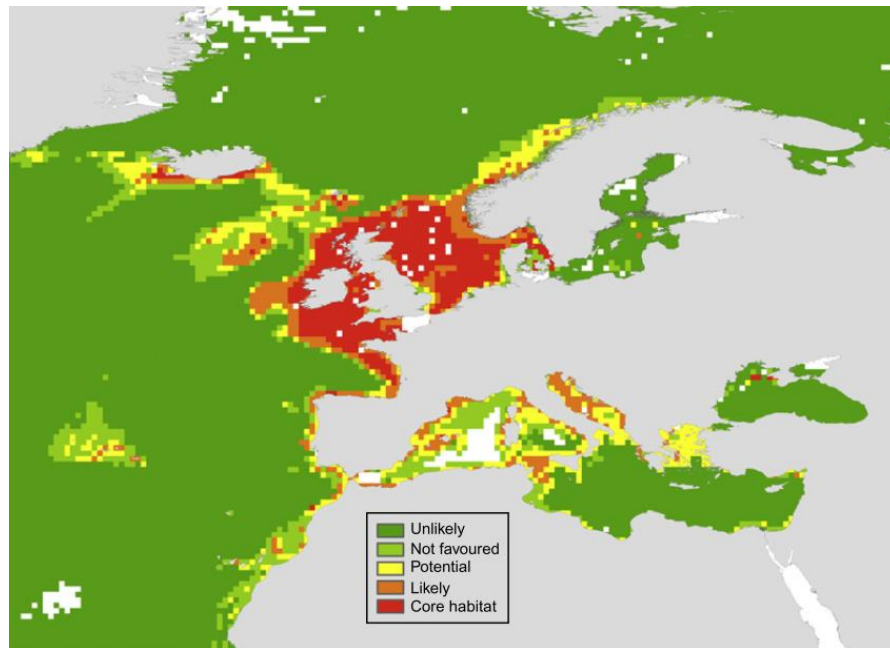 Unlikely
Not favoured
Potential
Likely
Core habitat